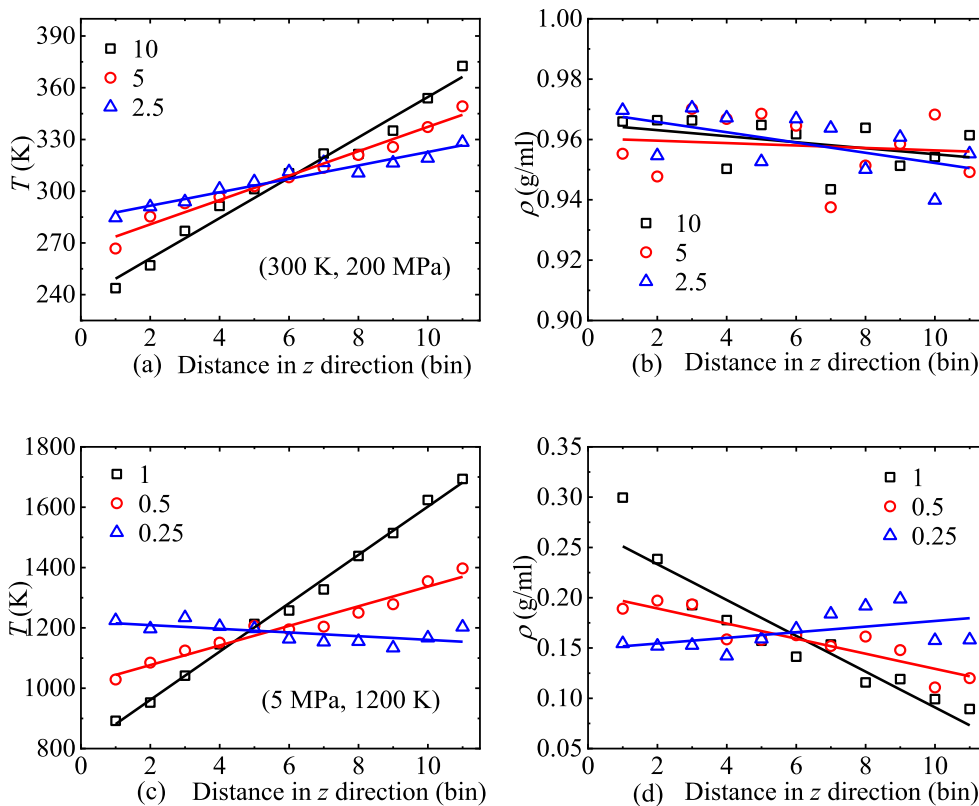 390
360
330
300
270
240
T (K)
10
5
2.5
(300 K, 200 MPa)
0 2 4 6 8 10
(a) Distance in z direction (bin)
1.00
0.98
0.96
0.94
0.92
0.90
ρ (g/ml)
10
5
2.5
0 2 4 6 8 10
(b) Distance in z direction (bin)
1800
1600
1400
1200
1000
800
T (K)
1
0.5
0.25
(5 MPa, 1200 K)
0 2 4 6 8 10
(c) Distance in z direction (bin)
0.35
0.30
0.25
0.20
0.15
0.10
0.05
ρ (g/ml)
1
0.5
0.25
0 2 4 6 8 10
(d) Distance in z direction (bin)